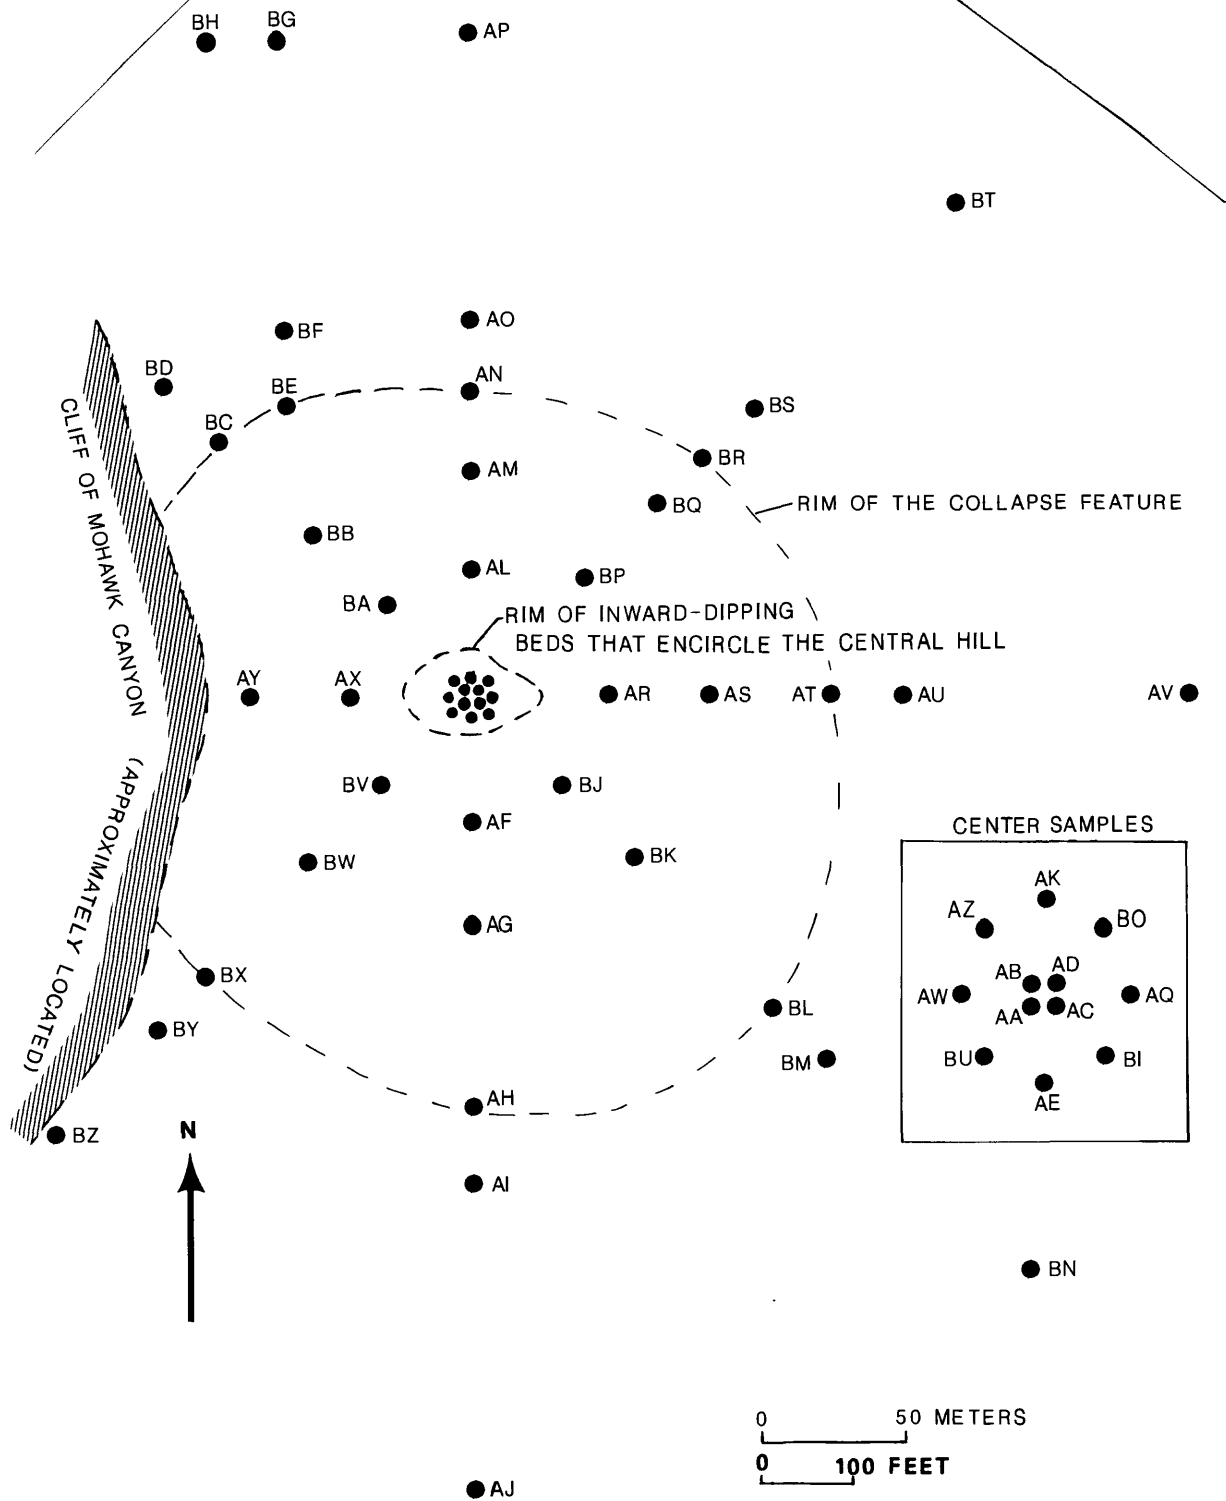 BH
BG
AP
BT
BF
AO
BD
BE
AN
BC
BS
BR
AM
BQ
RIM OF THE COLLAPSE FEATURE
BB
AL
BP
BA
RIM OF INWARD-DIPPING
BEDS THAT ENCIRCLE THE CENTRAL HILL
CLIFF OF MOHAWK CANYON
(APPROXIMATELY LOCATED)
AY
AX
AR
AS
AT
AU
AV
BV
BJ
AF
BW
BK
AG
BX
BL
BY
BM
AH
BZ
N
AI
CENTER SAMPLES
AK
AZ
BO
AB
AD
AW
AQ
AA
AC
BU
BI
AE
BN
0 50 METERS
0 100 FEET
AJ